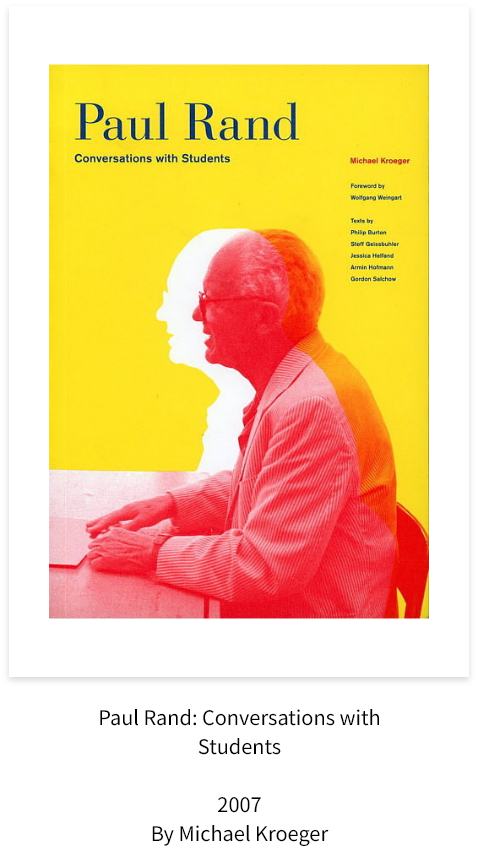 Paul Rand
Conversations with Students
Michael Kroeger
Foreword by
Wolfgang Weingart
Texts by
Philip Burton
Steff Geissbuhler
Jessica Helfand
Armin Hofmann
Gordon Salchow
Paul Rand: Conversations with
Students
2007
By Michael Kroeger